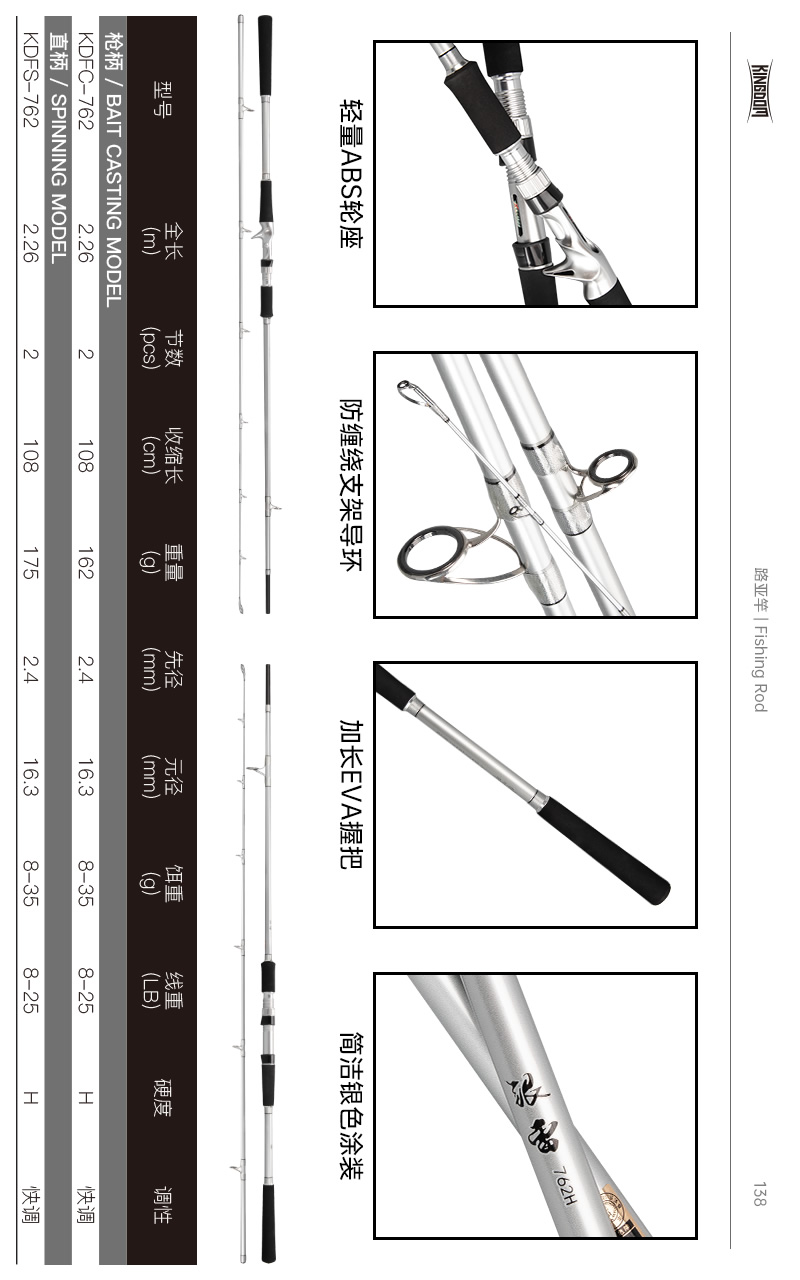 KINGDOM
路亚竿 | Fishing Rod
138
轻量ABS轮座
防缠绕支架导环
加长EVA握把
简洁银色涂装
762H
型号 全长 (m) 节数 (pcs) 收缩长 (cm) 重量 (g) 先径 (mm) 元径 (mm) 饵重 (g) 线重 (LB) 硬度 调性
枪柄 / BAIT CASTING MODEL
KDFC-762 2.26 2 108 162 2.4 16.3 8-35 8-25 H 快调
直柄 / SPINNING MODEL
KDFS-762 2.26 2 108 175 2.4 16.3 8-35 8-25 H 快调